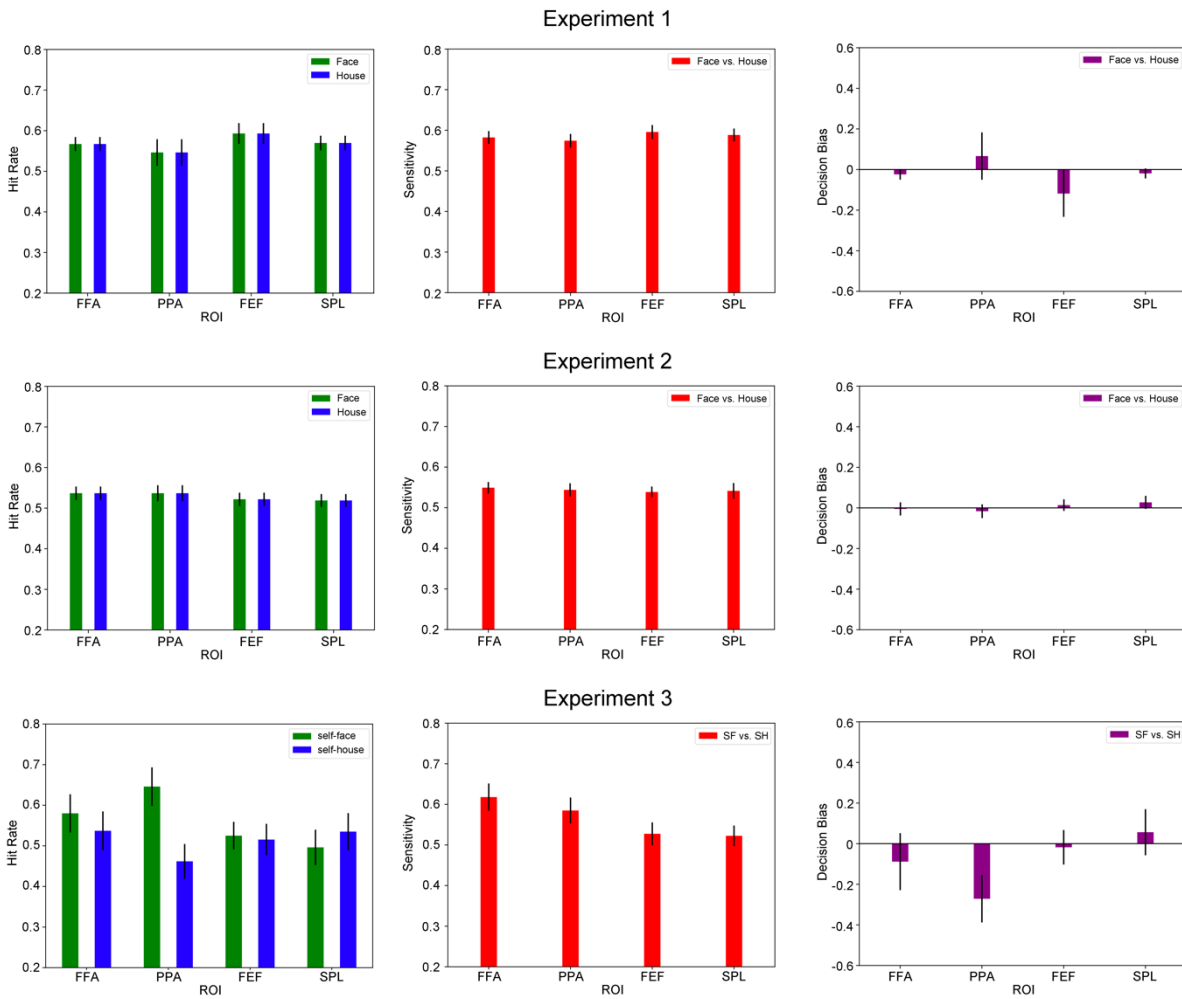 Experiment 1
0.8
0.7
0.6
0.5
0.4
0.3
0.2
Hit Rate
Face
House
FFA PPA FEF SPL
ROI
0.8
0.7
0.6
0.5
0.4
0.3
0.2
Sensitivity
Face vs. House
FFA PPA FEF SPL
ROI
0.6
0.4
0.2
0
-0.2
-0.4
-0.6
Decision Bias
Face vs. House
FFA PPA FEF SPL
ROI
Experiment 2
0.8
0.7
0.6
0.5
0.4
0.3
0.2
Hit Rate
Face
House
FFA PPA FEF SPL
ROI
0.8
0.7
0.6
0.5
0.4
0.3
0.2
Sensitivity
Face vs. House
FFA PPA FEF SPL
ROI
0.6
0.4
0.2
0
-0.2
-0.4
-0.6
Decision Bias
Face vs. House
FFA PPA FEF SPL
ROI
Experiment 3
0.8
0.7
0.6
0.5
0.4
0.3
0.2
Hit Rate
self-face
self-house
FFA PPA FEF SPL
ROI
0.8
0.7
0.6
0.5
0.4
0.3
0.2
Sensitivity
SF vs. SH
FFA PPA FEF SPL
ROI
0.6
0.4
0.2
0
-0.2
-0.4
-0.6
Decision Bias
SF vs. SH
FFA PPA FEF SPL
ROI